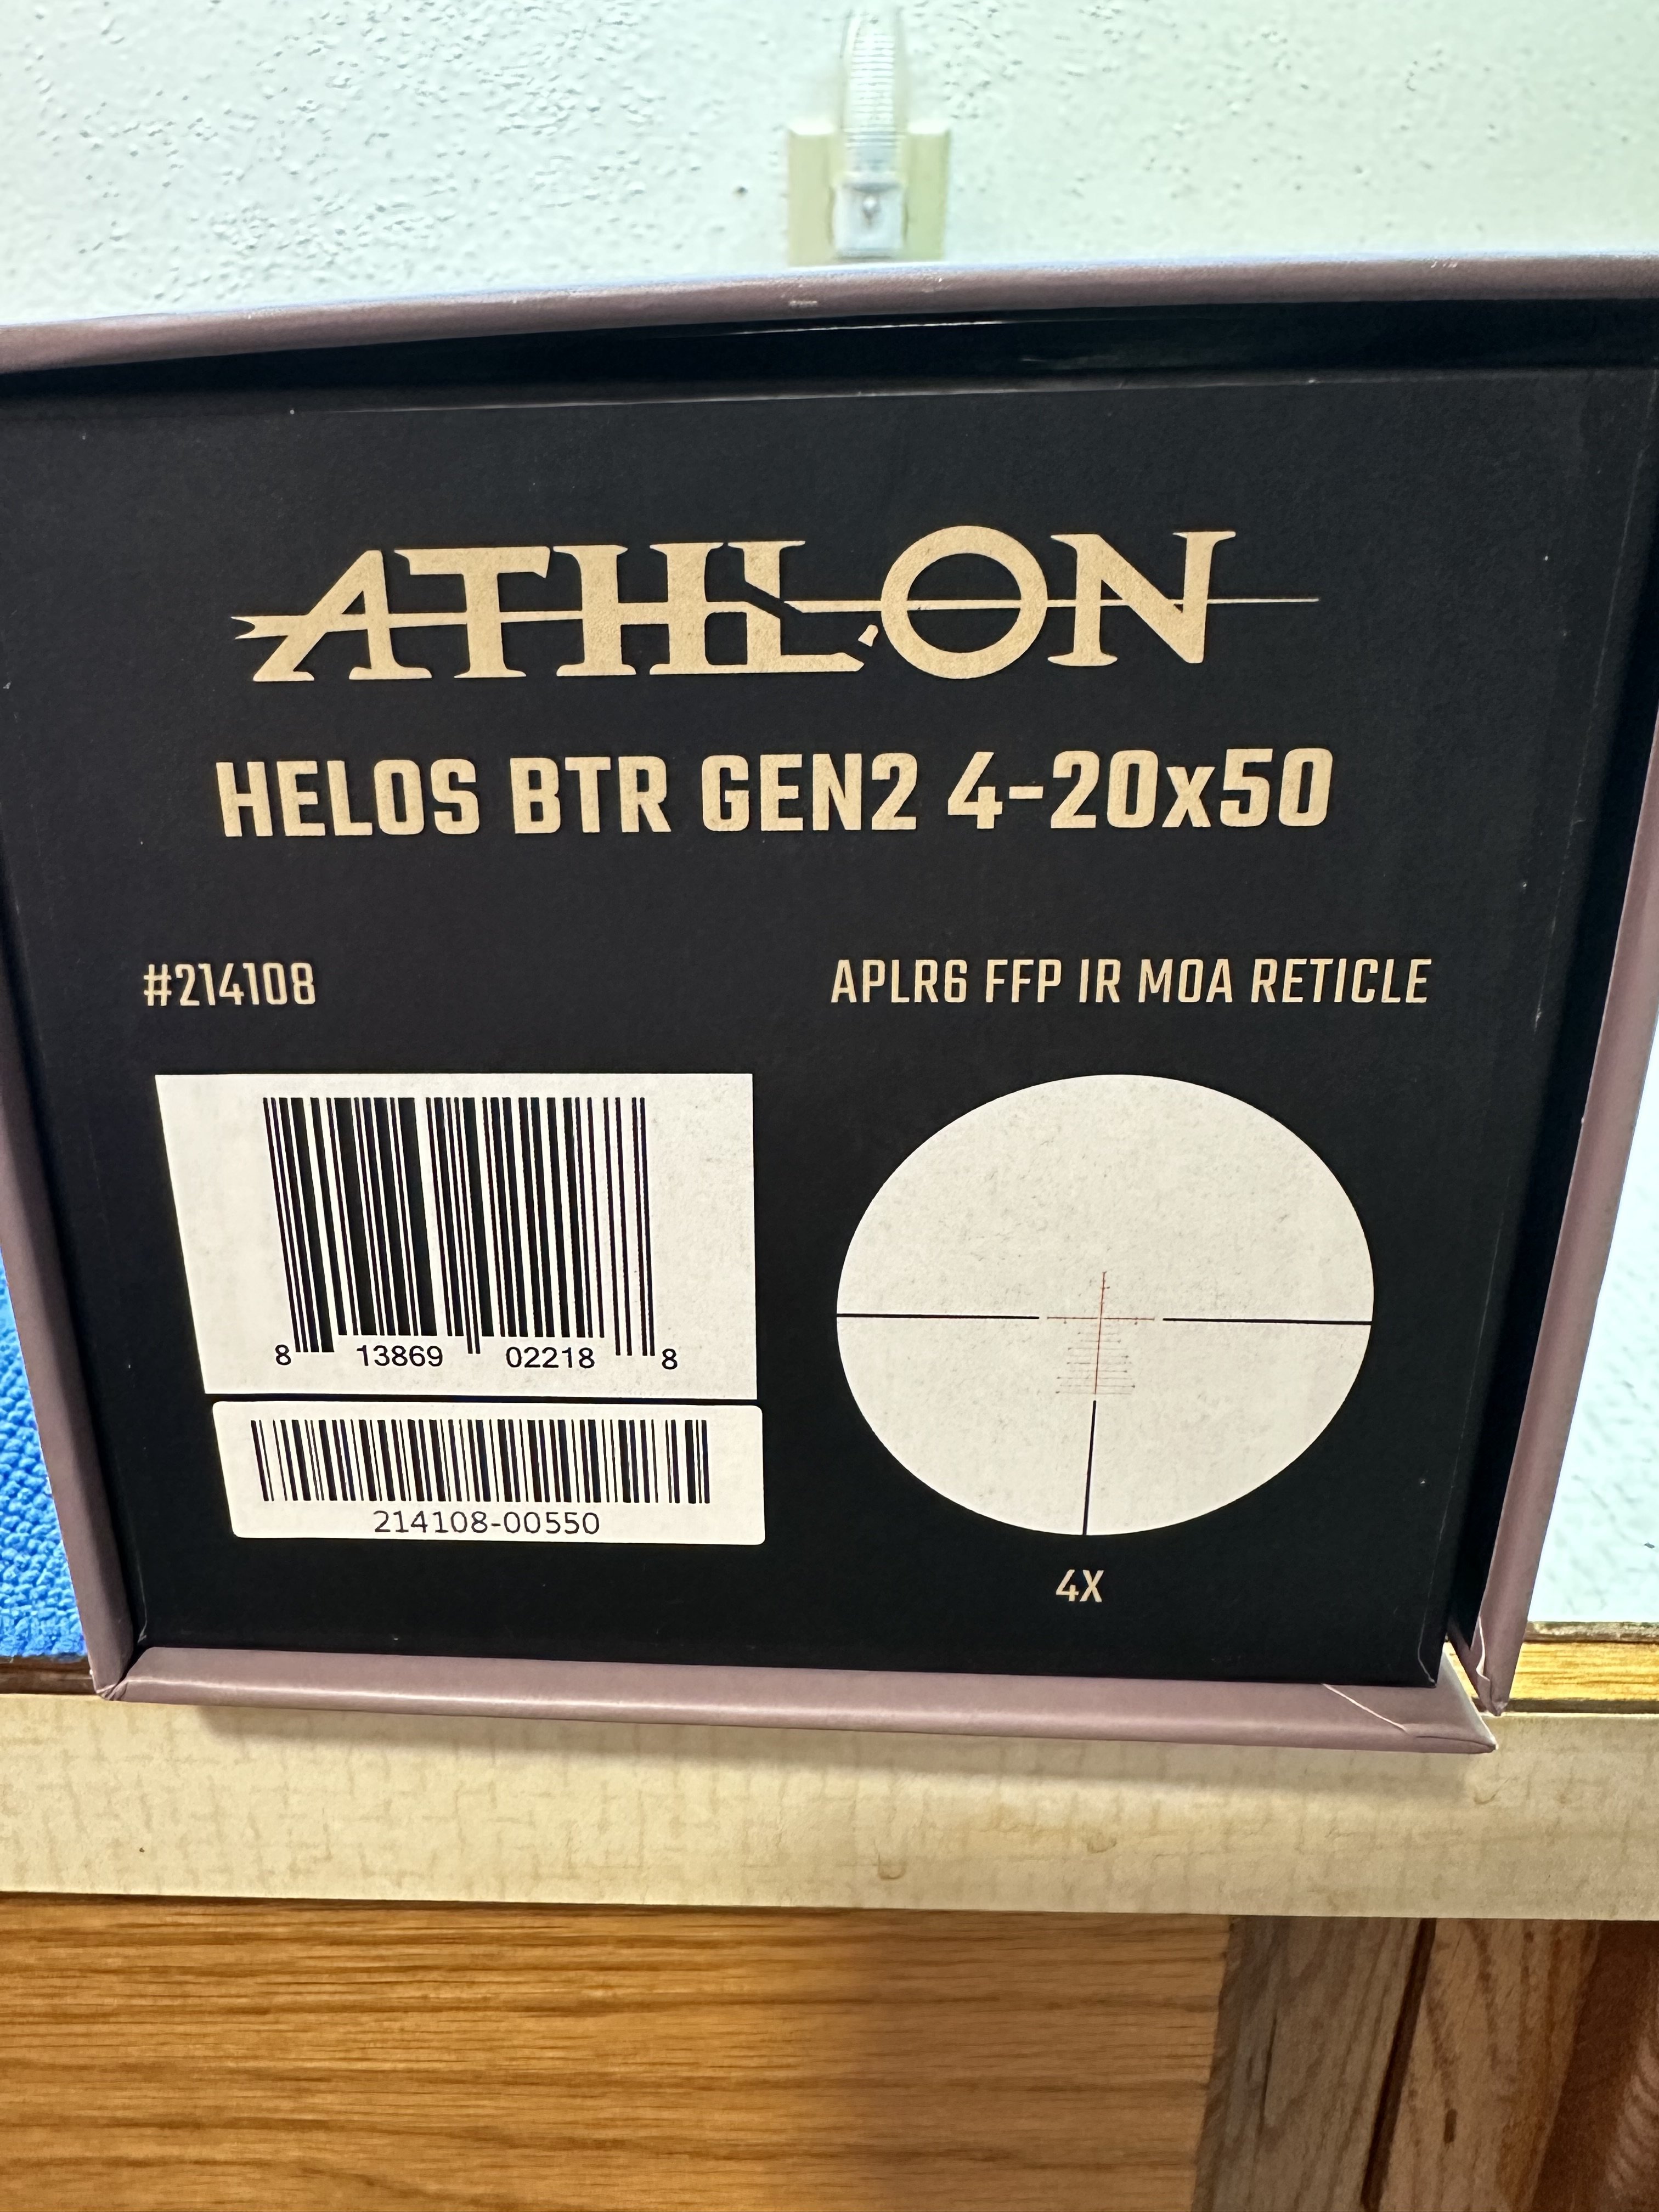 ATHLON
HELOS BTR GEN2 4-20x50
#214108
APLR6 FFP IR MOA RETICLE
8 13869 02218 8
214108-00550
4X